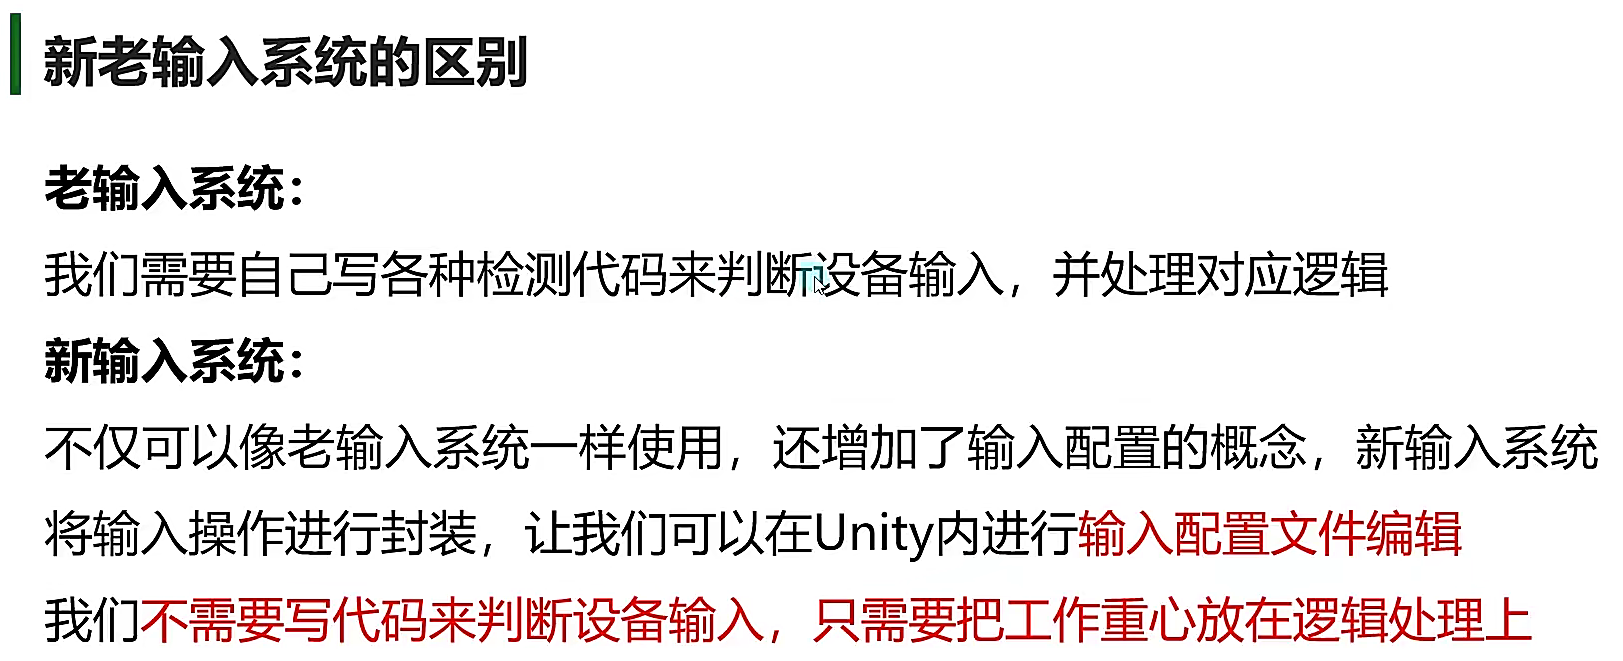 新老输入系统的区别
老输入系统：
我们需要自己写各种检测代码来判断设备输入，并处理对应逻辑
新输入系统：
不仅可以像老输入系统一样使用，还增加了输入配置的概念，新输入系统
将输入操作进行封装，让我们可以在Unity内进行输入配置文件编辑
我们不需要写代码来判断设备输入，只需要把工作重心放在逻辑处理上